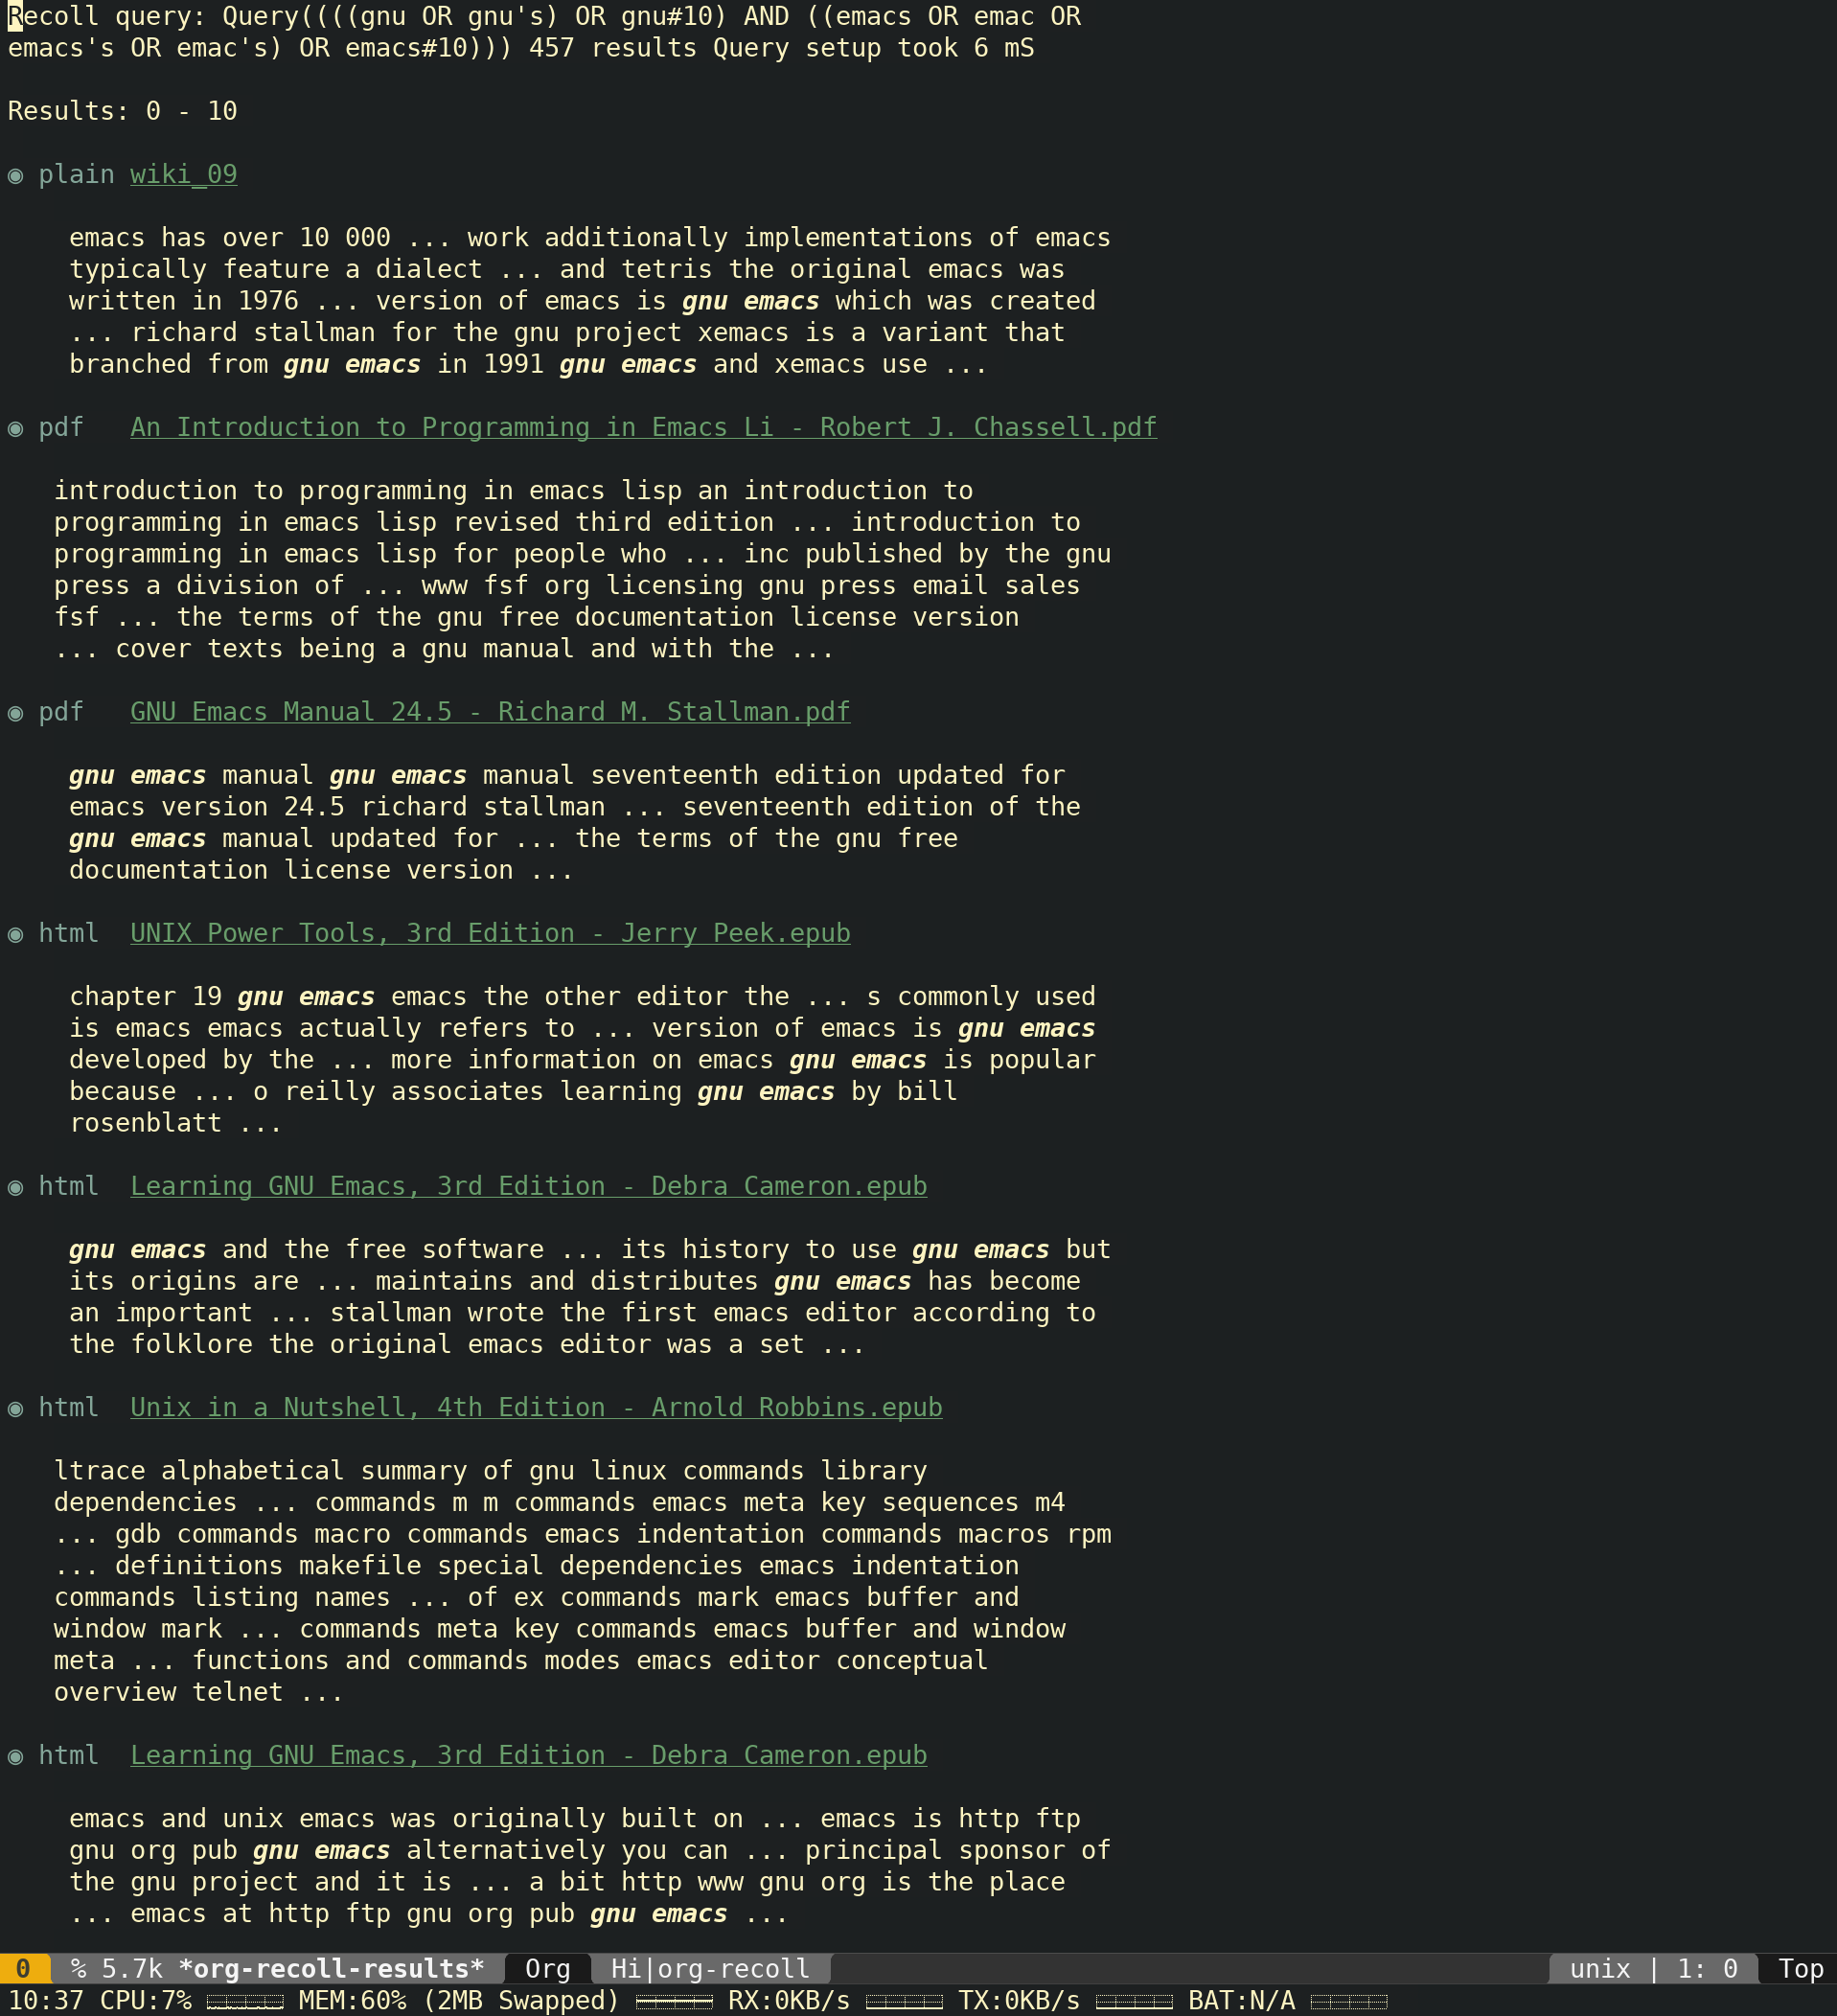 Recoll query: Query((((gnu OR gnu's) OR gnu#10) AND ((emacs OR emac OR
emacs's OR emac's) OR emacs#10))) 457 results Query setup took 6 mS
Results: 0 - 10
◉ plain wiki_09
emacs has over 10 000 ... work additionally implementations of emacs
typically feature a dialect ... and tetris the original emacs was
written in 1976 ... version of emacs is gnu emacs which was created
... richard stallman for the gnu project xemacs is a variant that
branched from gnu emacs in 1991 gnu emacs and xemacs use ...
◉ pdf An Introduction to Programming in Emacs Li - Robert J. Chassell.pdf
introduction to programming in emacs lisp an introduction to
programming in emacs lisp revised third edition ... introduction to
programming in emacs lisp for people who ... inc published by the gnu
press a division of ... www fsf org licensing gnu press email sales
fsf ... the terms of the gnu free documentation license version
... cover texts being a gnu manual and with the ...
◉ pdf GNU Emacs Manual 24.5 - Richard M. Stallman.pdf
gnu emacs manual gnu emacs manual seventeenth edition updated for
emacs version 24.5 richard stallman ... seventeenth edition of the
gnu emacs manual updated for ... the terms of the gnu free
documentation license version ...
◉ html UNIX Power Tools, 3rd Edition - Jerry Peek.epub
chapter 19 gnu emacs emacs the other editor the ... s commonly used
is emacs emacs actually refers to ... version of emacs is gnu emacs
developed by the ... more information on emacs gnu emacs is popular
because ... o reilly associates learning gnu emacs by bill
rosenblatt ...
◉ html Learning GNU Emacs, 3rd Edition - Debra Cameron.epub
gnu emacs and the free software ... its history to use gnu emacs but
its origins are ... maintains and distributes gnu emacs has become
an important ... stallman wrote the first emacs editor according to
the folklore the original emacs editor was a set ...
◉ html Unix in a Nutshell, 4th Edition - Arnold Robbins.epub
ltrace alphabetical summary of gnu linux commands library
dependencies ... commands m m commands emacs meta key sequences m4
... gdb commands macro commands emacs indentation commands macros rpm
... definitions makefile special dependencies emacs indentation
commands listing names ... of ex commands mark emacs buffer and
window mark ... commands meta key commands emacs buffer and window
meta ... functions and commands modes emacs editor conceptual
overview telnet ...
◉ html Learning GNU Emacs, 3rd Edition - Debra Cameron.epub
emacs and unix emacs was originally built on ... emacs is http ftp
gnu org pub gnu emacs alternatively you can ... principal sponsor of
the gnu project and it is ... a bit http www gnu org is the place
... emacs at http ftp gnu org pub gnu emacs ...
0 % 5.7k *org-recoll-results* Org Hi|org-recoll unix | 1: 0 Top
10:37 CPU:7% MEM:60% (2MB Swapped) RX:0KB/s TX:0KB/s BAT:N/A